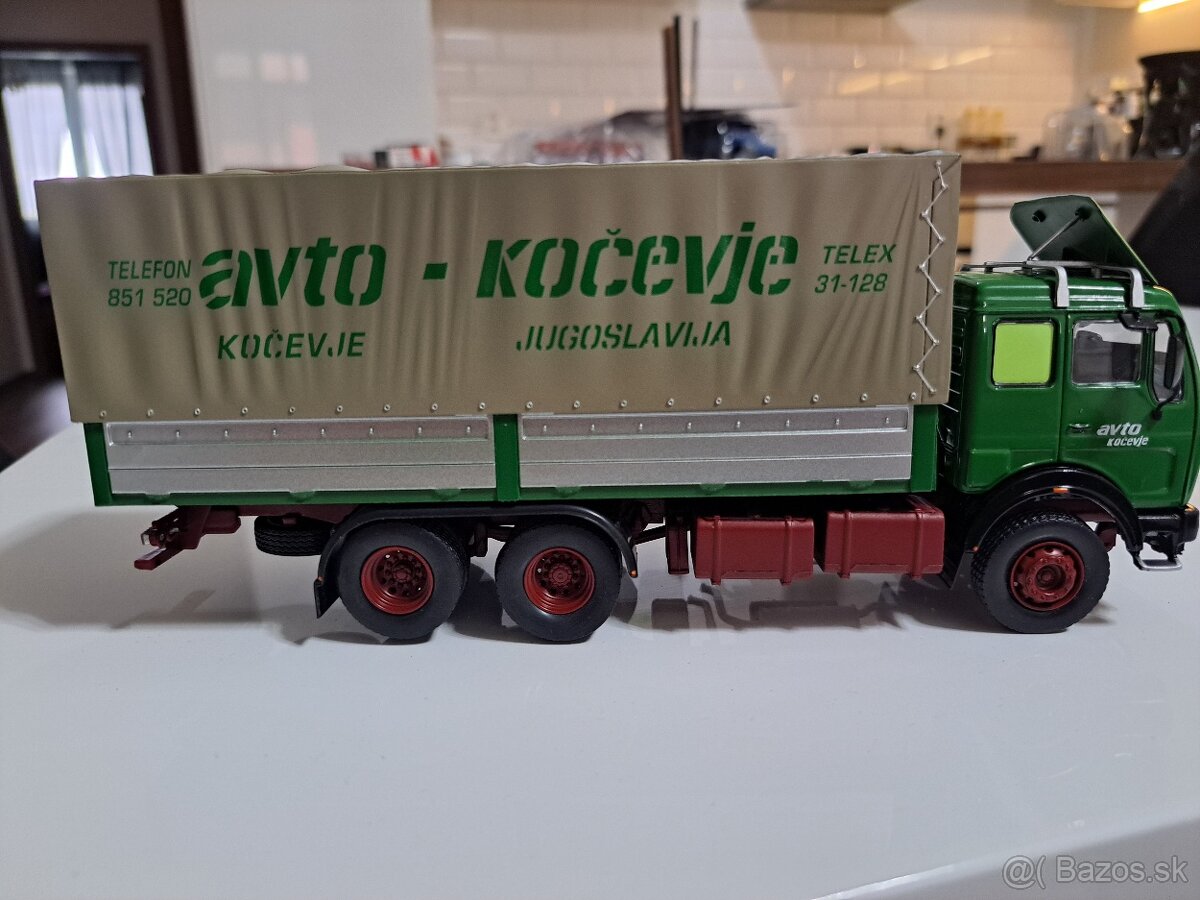 TELEFON
851 520
avto - kočevje
TELEX
31-128
KOČEVJE
JUGOSLAVIJA
avto
kočevje
@( Bazos.sk